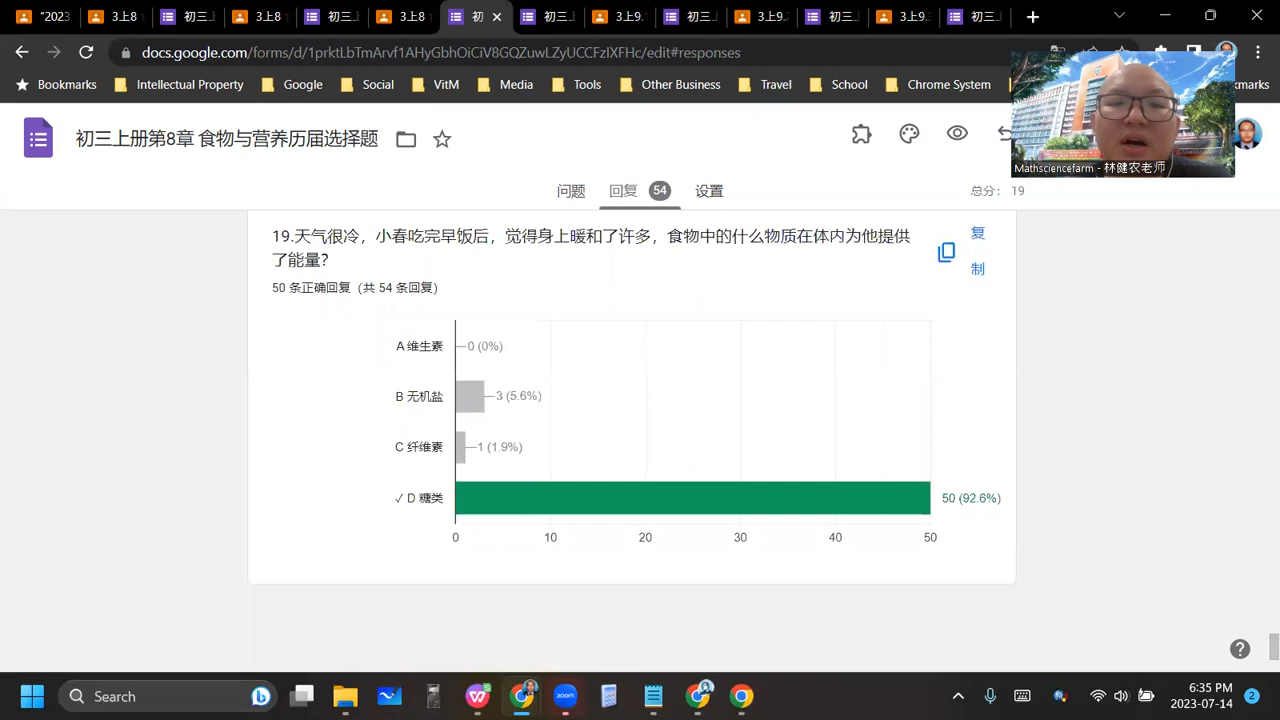 "2023
3上8
初三上
3上8
初三上
3上8
初
初三上
3上9.
初三上
3上9.
初三上
3上9.
初三上
docs.google.com/forms/d/1prktLbTmArvf1AHyGbhOiCiV8GQZuwLZyUCCFzlXFHc/edit#responses
Bookmarks
Intellectual Property
Google
Social
VitM
Media
Tools
Other Business
Travel
School
Chrome System
Bookmarks
初三上册第8章 食物与营养历届选择题
Mathsciencefarm - 林健农老师
问题
回复
54
设置
总分: 19
19.天气很冷，小春吃完早饭后，觉得身上暖和了许多，食物中的什么物质在体内为他提供
了能量?
复
制
50 条正确回复（共 54 条回复）
A 维生素
0 (0%)
B 无机盐
3 (5.6%)
C 纤维素
1 (1.9%)
✓ D 糖类
50 (92.6%)
0 10 20 30 40 50
Search
zoom
6:35 PM
2023-07-14
2